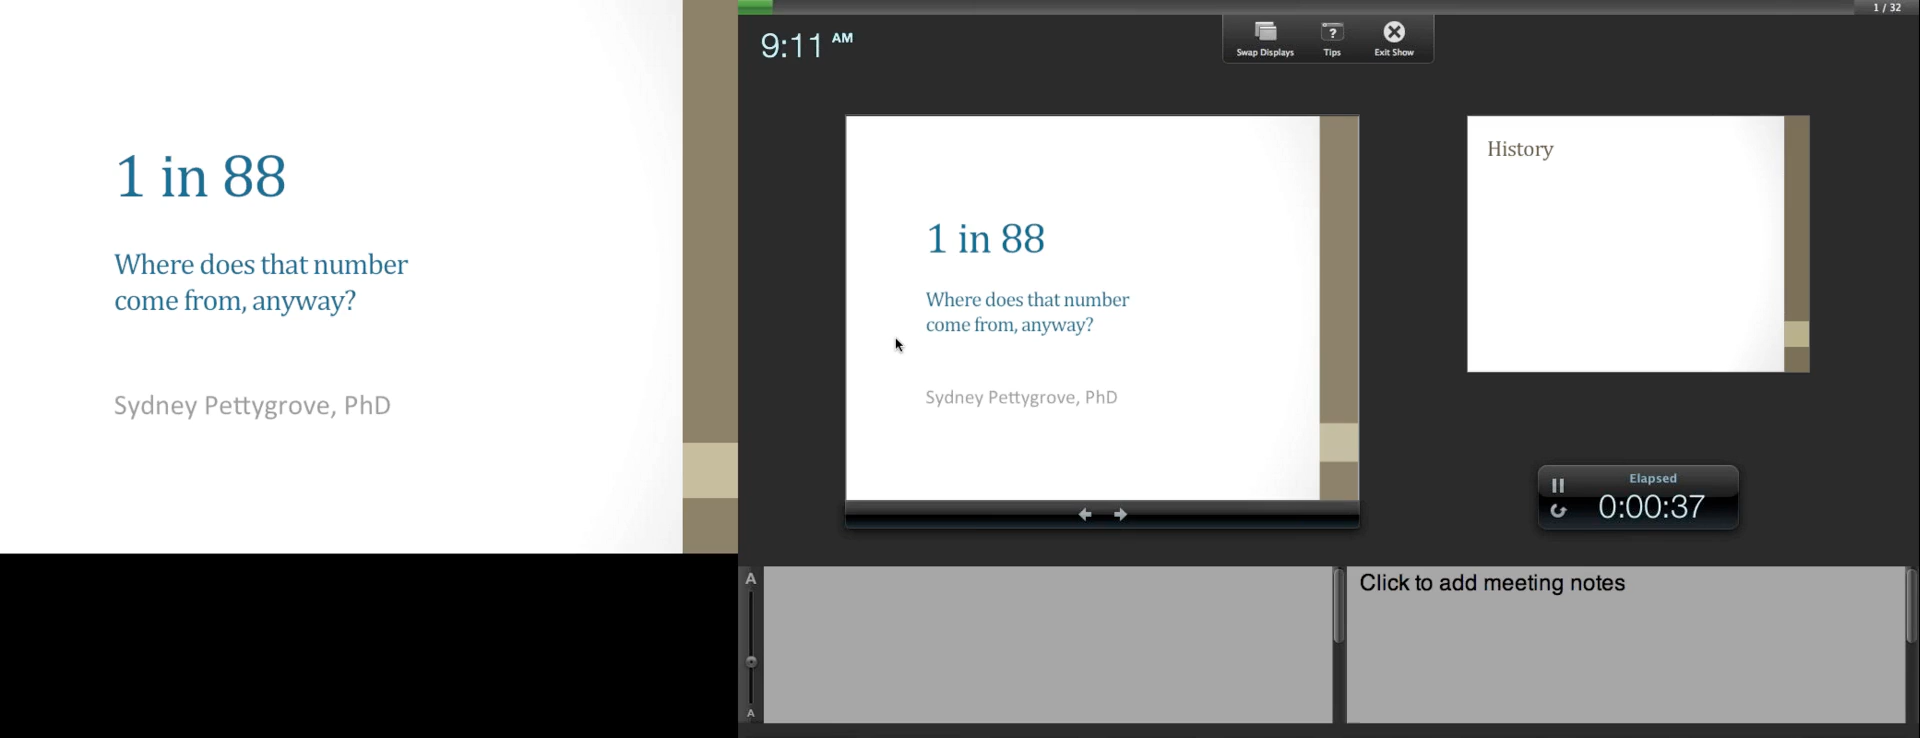 1 in 88
Where does that number
come from, anyway?
Sydney Pettygrove, PhD
1 / 32
9:11 AM
Swap Displays
Tips
Exit Show
1 in 88
Where does that number
come from, anyway?
Sydney Pettygrove, PhD
History
Elapsed
0:00:37
A
A
Click to add meeting notes